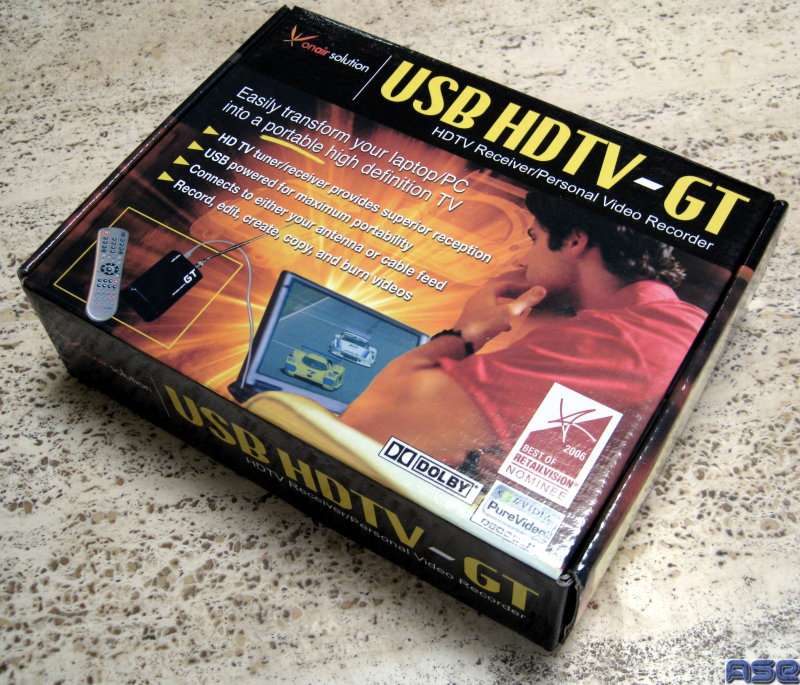 onair solution
USB HDTV-GT
HDTV Receiver/Personal Video Recorder
Easily transform your laptop/PC
into a portable high definition TV
HD TV tuner/receiver provides superior reception
USB powered for maximum portability
Connects to either your antenna or cable feed
Record, edit, create, copy, and burn videos
GT
2006
BEST OF
RETAILVISION
NOMINEE
DOLBY
PureVideo
onair solution
USB HDTV-GT
HDTV Receiver/Personal Video Recorder
ASE